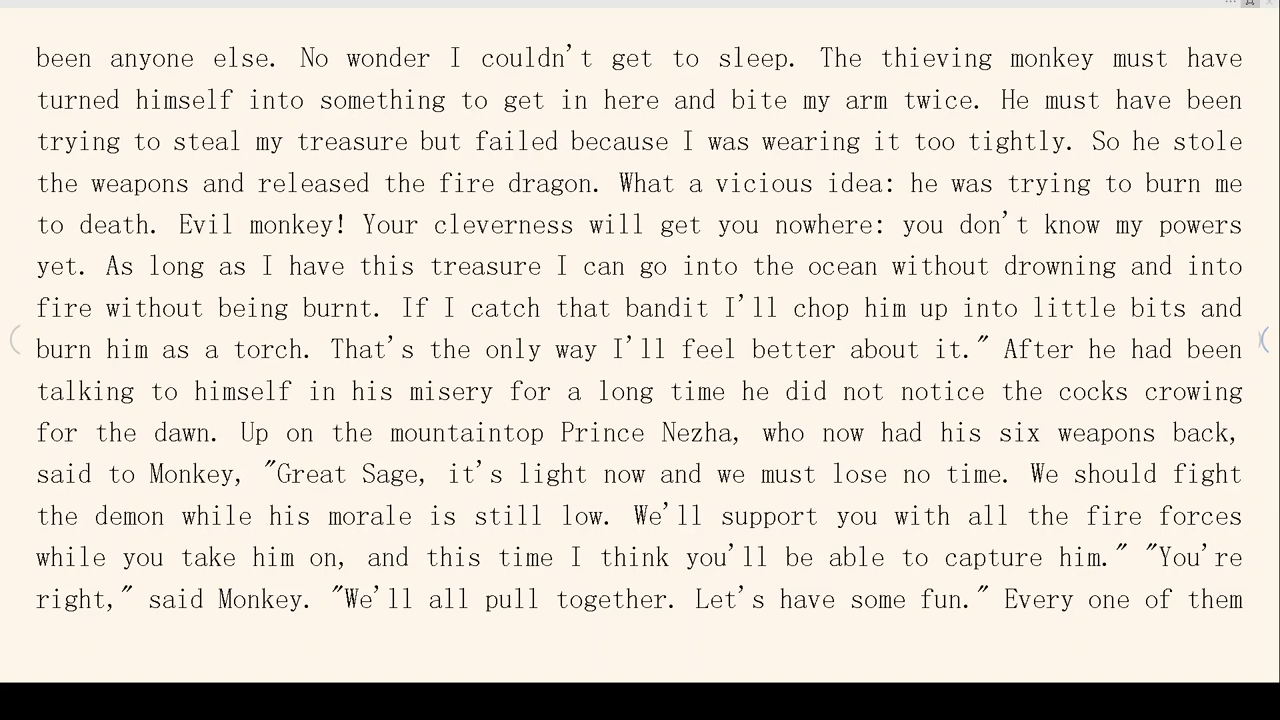 been anyone else. No wonder I couldn't get to sleep. The thieving monkey must have
turned himself into something to get in here and bite my arm twice. He must have been
trying to steal my treasure but failed because I was wearing it too tightly. So he stole
the weapons and released the fire dragon. What a vicious idea: he was trying to burn me
to death. Evil monkey! Your cleverness will get you nowhere: you don't know my powers
yet. As long as I have this treasure I can go into the ocean without drowning and into
fire without being burnt. If I catch that bandit I'll chop him up into little bits and
burn him as a torch. That's the only way I'll feel better about it." After he had been
talking to himself in his misery for a long time he did not notice the cocks crowing
for the dawn. Up on the mountaintop Prince Nezha, who now had his six weapons back,
said to Monkey, "Great Sage, it's light now and we must lose no time. We should fight
the demon while his morale is still low. We'll support you with all the fire forces
while you take him on, and this time I think you'll be able to capture him." "You're
right," said Monkey. "We'll all pull together. Let's have some fun." Every one of them